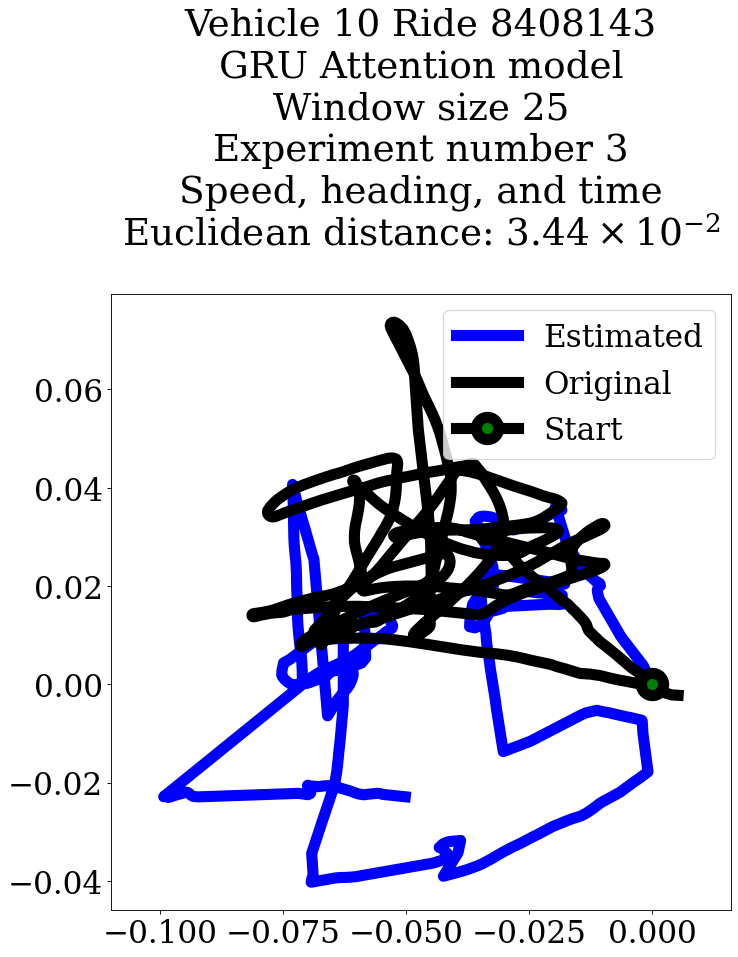 Vehicle 10 Ride 8408143
GRU Attention model
Window size 25
Experiment number 3
Speed, heading, and time
Euclidean distance: 3.44 × 10⁻²
Estimated
Original
Start
0.06
0.04
0.02
0.00
−0.02
−0.04
−0.100 −0.075 −0.050 −0.025 0.000